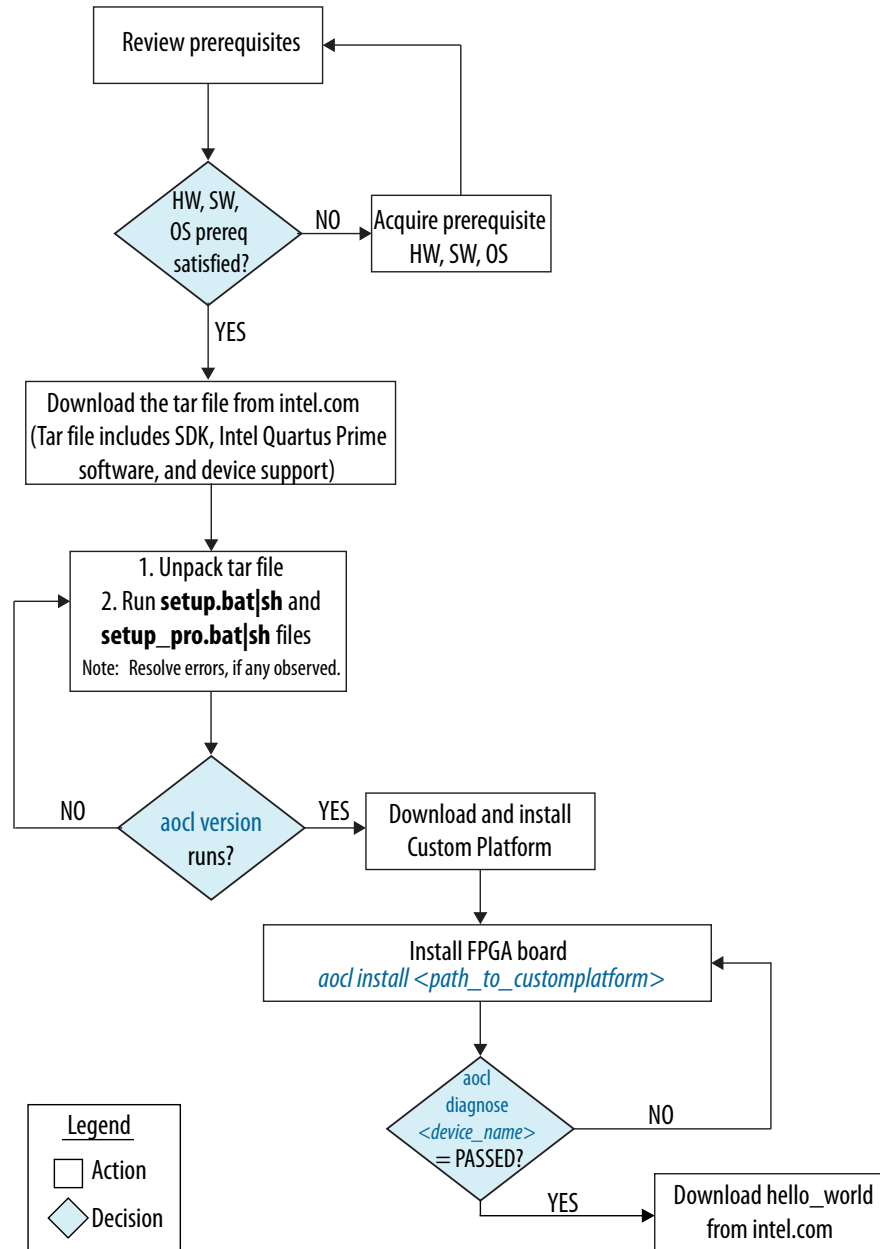 Review prerequisites
HW, SW,
OS prereq
satisfied?
NO
Acquire prerequisite
HW, SW, OS
YES
Download the tar file from intel.com
(Tar file includes SDK, Intel Quartus Prime
software, and device support)
1. Unpack tar file
2. Run setup.bat|sh and
setup_pro.bat|sh files
Note: Resolve errors, if any observed.
NO
aocl version
runs?
YES
Download and install
Custom Platform
Install FPGA board
aocl install <path_to_customplatform>
aocl
diagnose
<device_name>
= PASSED?
NO
YES
Download hello_world
from intel.com
Legend
Action
Decision